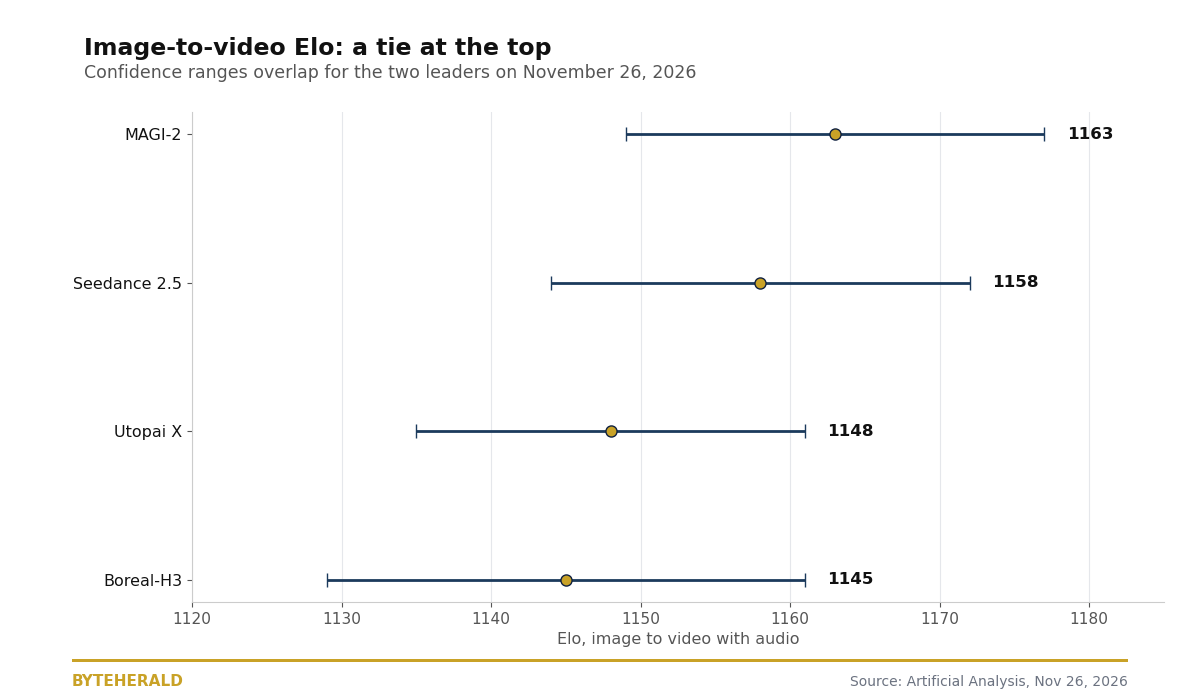 Image-to-video Elo: a tie at the top
Confidence ranges overlap for the two leaders on November 26, 2026
MAGI-2 1163
Seedance 2.5 1158
Utopai X 1148
Boreal-H3 1145
1120 1130 1140 1150 1160 1170 1180
Elo, image to video with audio
BYTEHERALD Source: Artificial Analysis, Nov 26, 2026